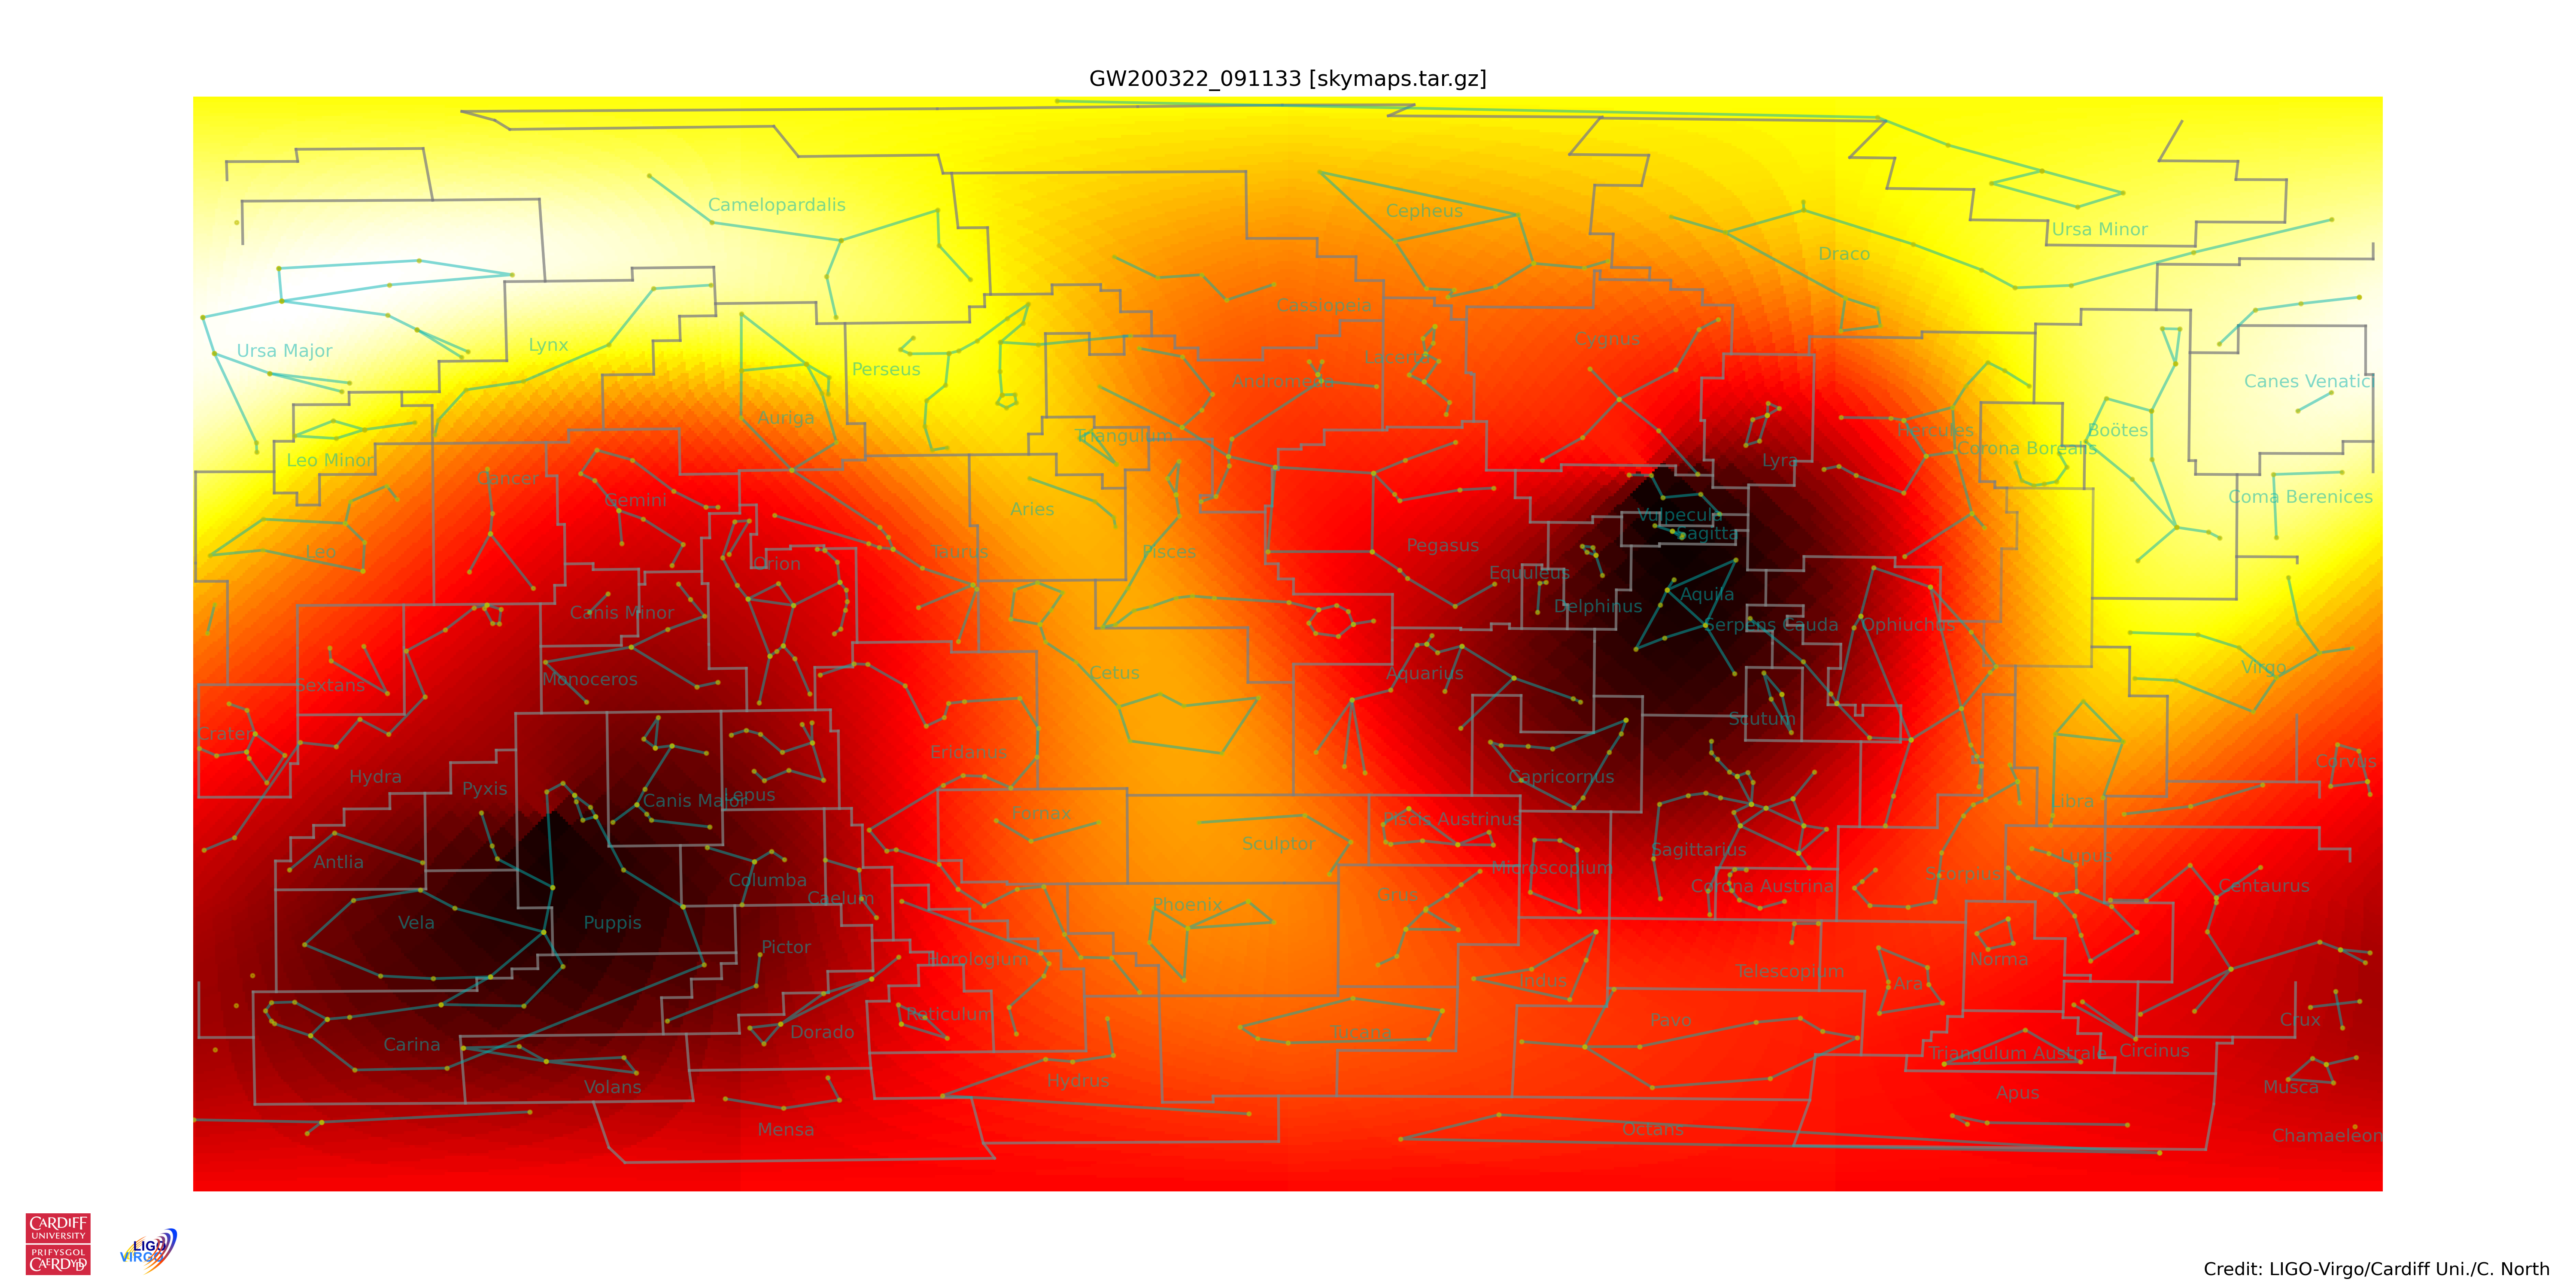 GW200322_091133 [skymaps.tar.gz]
Camelopardalis
Cepheus
Ursa Minor
Draco
Cassiopeia
Cygnus
Ursa Major
Lynx
Lacerta
Perseus
Andromeda
Canes Venatic
Auriga
Triangulum
Hercules
Boötes
Corona Borealis
Leo Minor
Lyra
Cancer
Gemini
Coma Berenices
Aries
Vulpecula
Sagitta
Leo
Taurus
Pisces
Pegasus
Orion
Equuleus
Canis Minor
Delphinus
Aquila
Serpens Cauda
Ophiuchus
Virgo
Sextans
Monoceros
Cetus
Aquarius
Crater
Scutum
Eridanus
Corvus
Hydra
Pyxis
Capricornus
Canis Major
Lepus
Libra
Fornax
Piscis Austrinus
Sculptor
Sagittarius
Lupus
Antlia
Microscopium
Columba
Corona Austrina
Scorpius
Centaurus
Caelum
Grus
Phoenix
Vela
Puppis
Pictor
Horologium
Telescopium
Norma
Indus
Ara
Reticulum
Pavo
Crux
Dorado
Tucana
Carina
Triangulum Australe
Circinus
Hydrus
Volans
Apus
Musca
Mensa
Octans
Chamaeleon
CARDIFF
UNIVERSITY
PRIFYSGOL
CAERDYDD
LIGO
VIRGO
Credit: LIGO-Virgo/Cardiff Uni./C. North